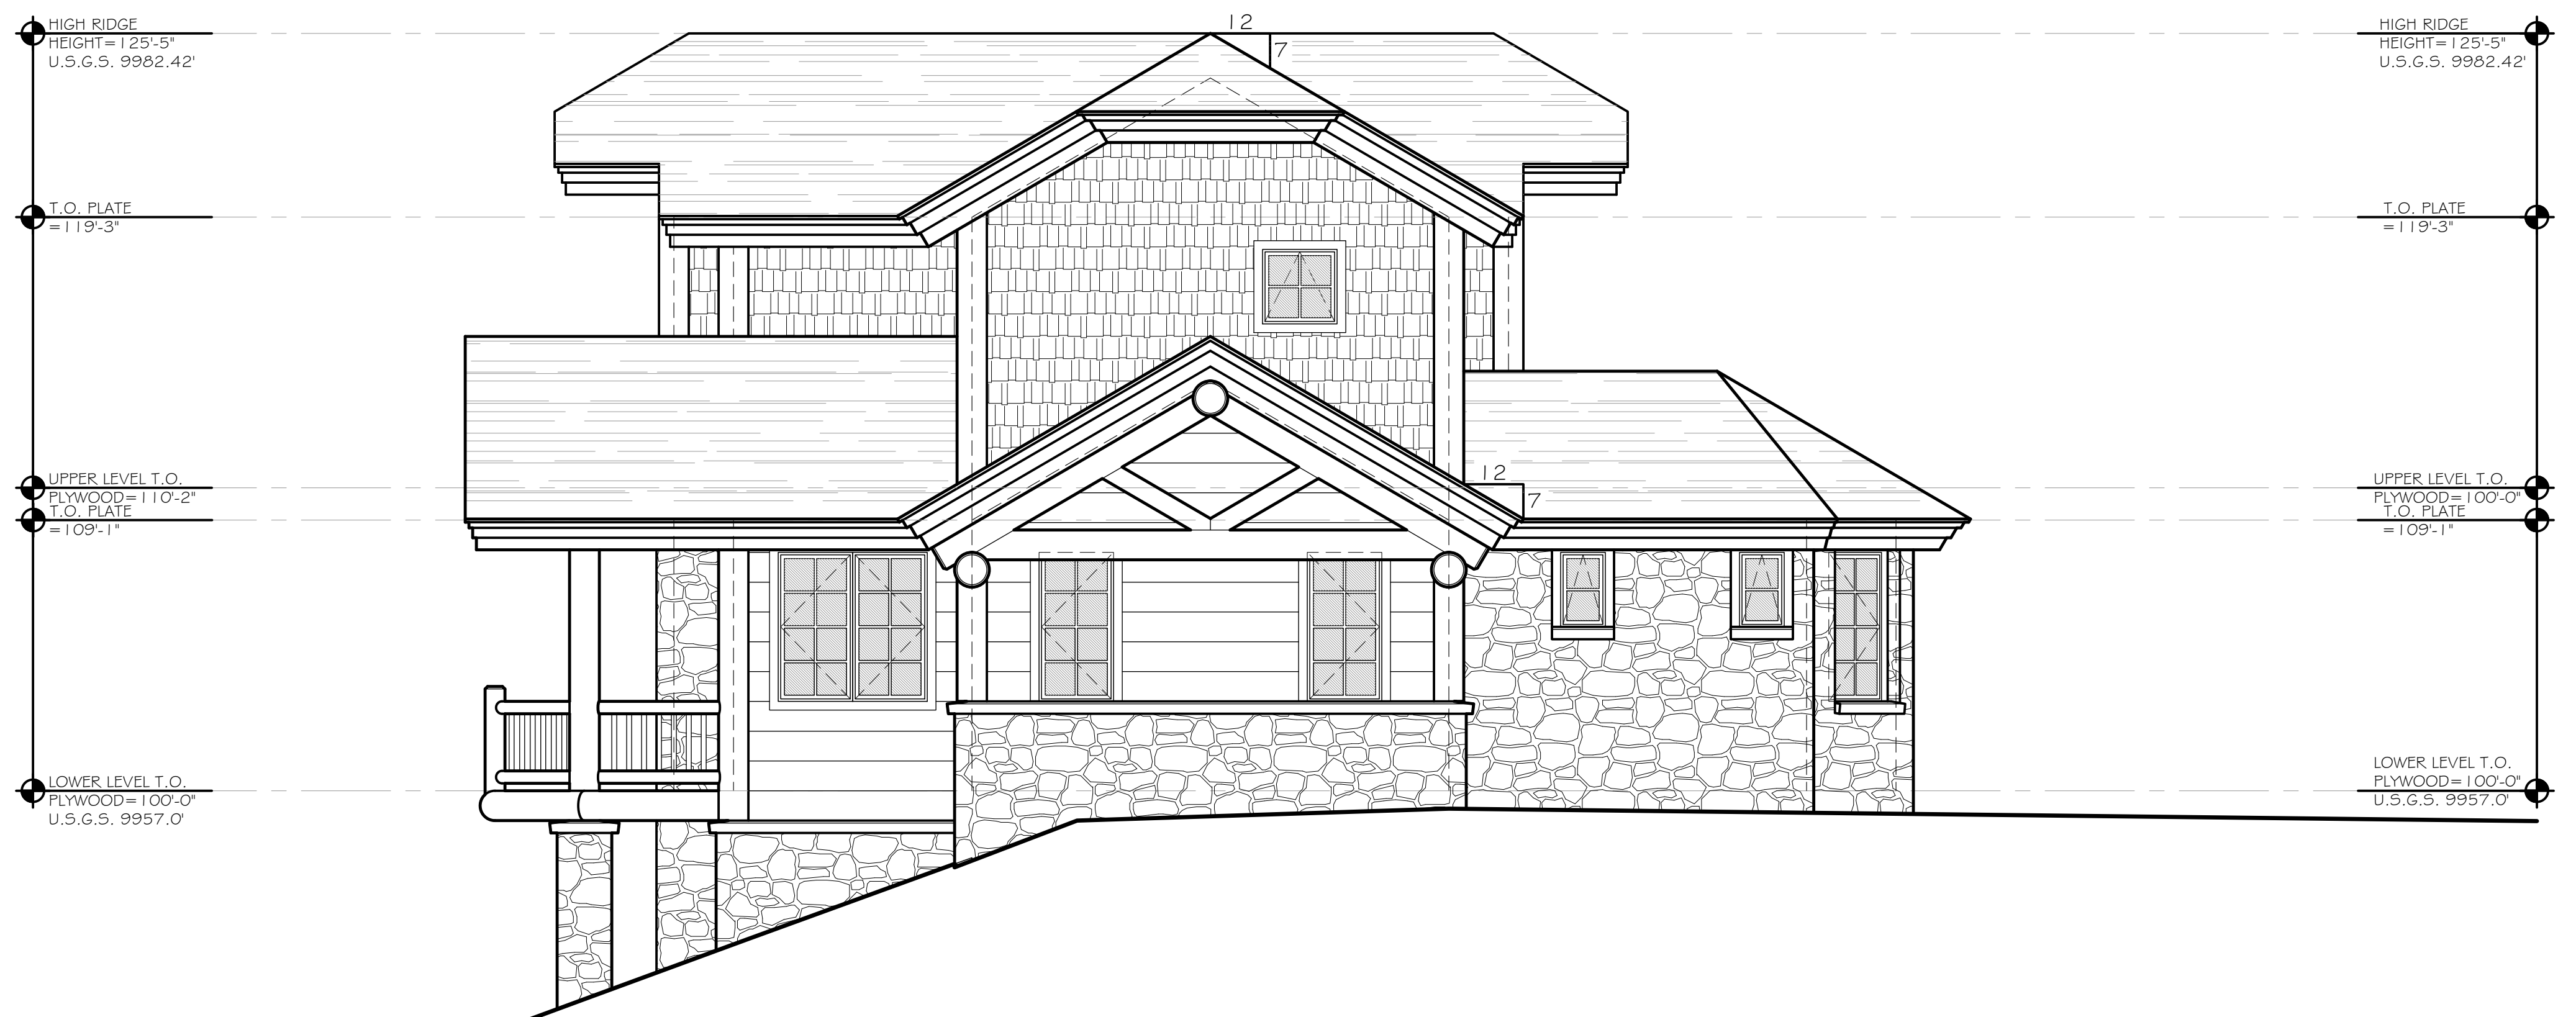 HIGH RIDGE
HEIGHT=125'-5"
U.S.G.S. 9982.42'
T.O. PLATE
=119'-3"
UPPER LEVEL T.O.
PLYWOOD=110'-2"
T.O. PLATE
=109'-1"
LOWER LEVEL T.O.
PLYWOOD=100'-0"
U.S.G.S. 9957.0'
12
7
12
7
HIGH RIDGE
HEIGHT=125'-5"
U.S.G.S. 9982.42'
T.O. PLATE
=119'-3"
UPPER LEVEL T.O.
PLYWOOD=100'-0"
T.O. PLATE
=109'-1"
LOWER LEVEL T.O.
PLYWOOD=100'-0"
U.S.G.S. 9957.0'